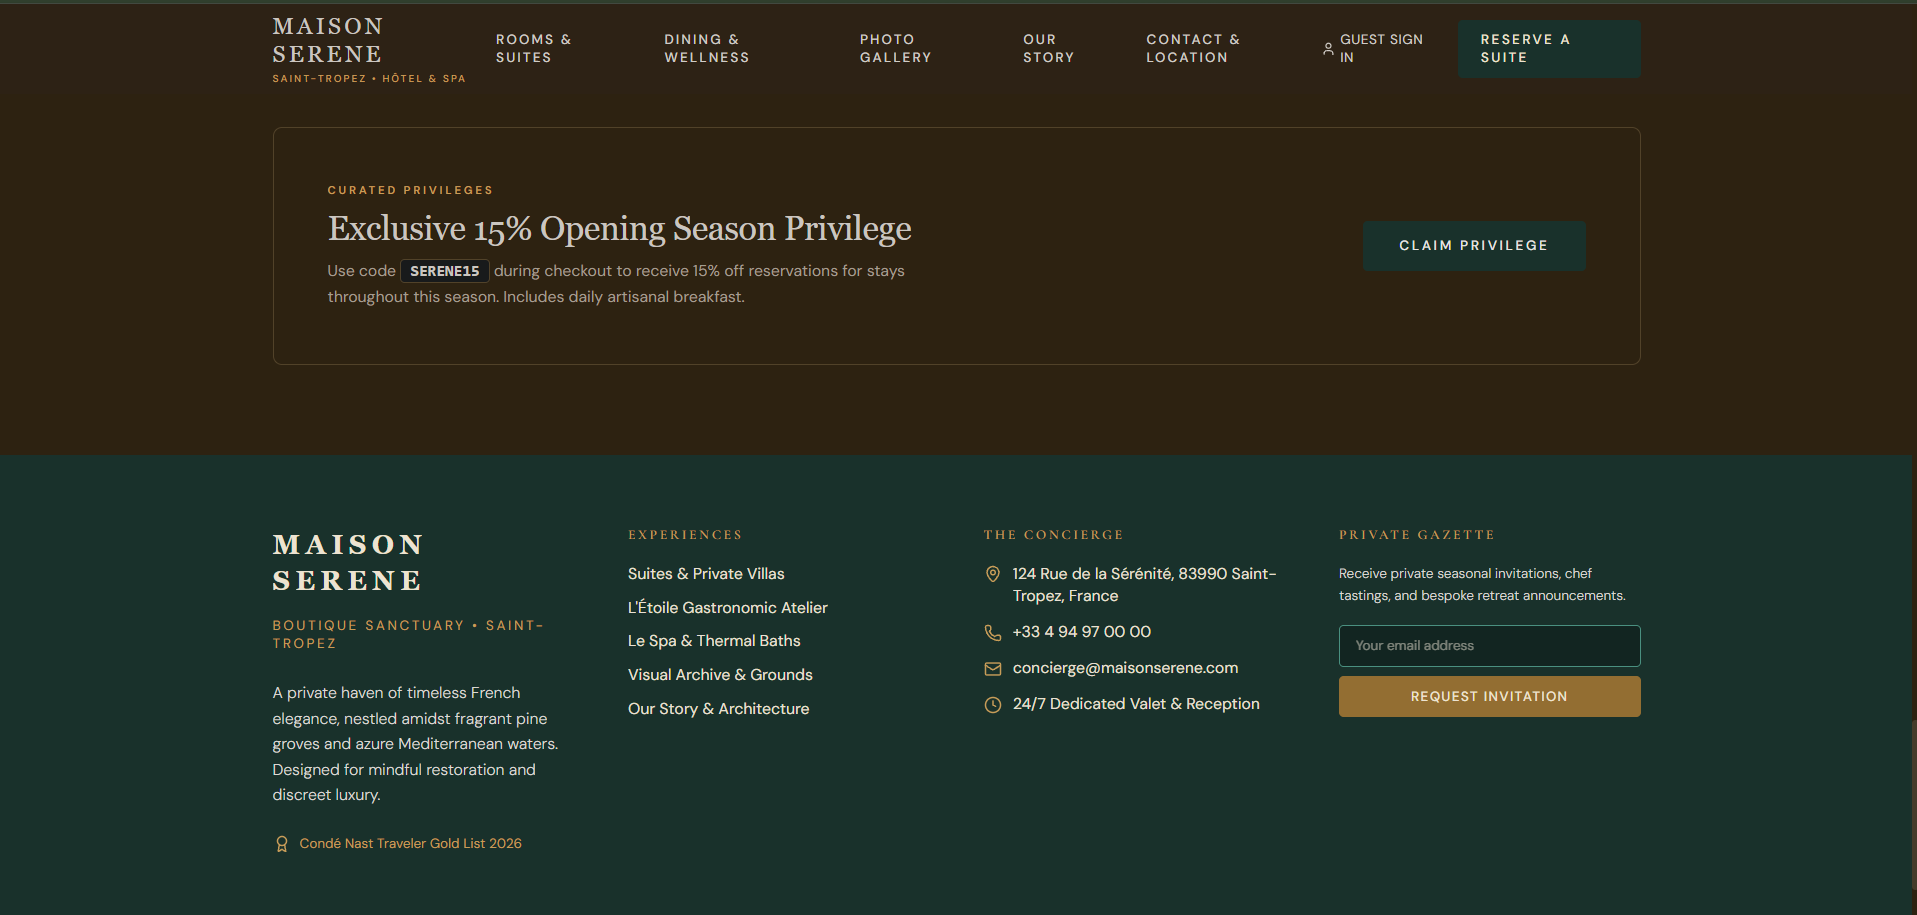 MAISON
SERENE
SAINT-TROPEZ • HÔTEL & SPA
ROOMS &
SUITES
DINING &
WELLNESS
PHOTO
GALLERY
OUR
STORY
CONTACT &
LOCATION
GUEST SIGN
IN
RESERVE A
SUITE
CURATED PRIVILEGES
Exclusive 15% Opening Season Privilege
Use code SERENE15 during checkout to receive 15% off reservations for stays
throughout this season. Includes daily artisanal breakfast.
CLAIM PRIVILEGE
MAISON
SERENE
BOUTIQUE SANCTUARY • SAINT-
TROPEZ
A private haven of timeless French
elegance, nestled amidst fragrant pine
groves and azure Mediterranean waters.
Designed for mindful restoration and
discreet luxury.
Condé Nast Traveler Gold List 2026
EXPERIENCES
Suites & Private Villas
L'Étoile Gastronomic Atelier
Le Spa & Thermal Baths
Visual Archive & Grounds
Our Story & Architecture
THE CONCIERGE
124 Rue de la Sérénité, 83990 Saint-
Tropez, France
+33 4 94 97 00 00
concierge@maisonserene.com
24/7 Dedicated Valet & Reception
PRIVATE GAZETTE
Receive private seasonal invitations, chef
tastings, and bespoke retreat announcements.
Your email address
REQUEST INVITATION